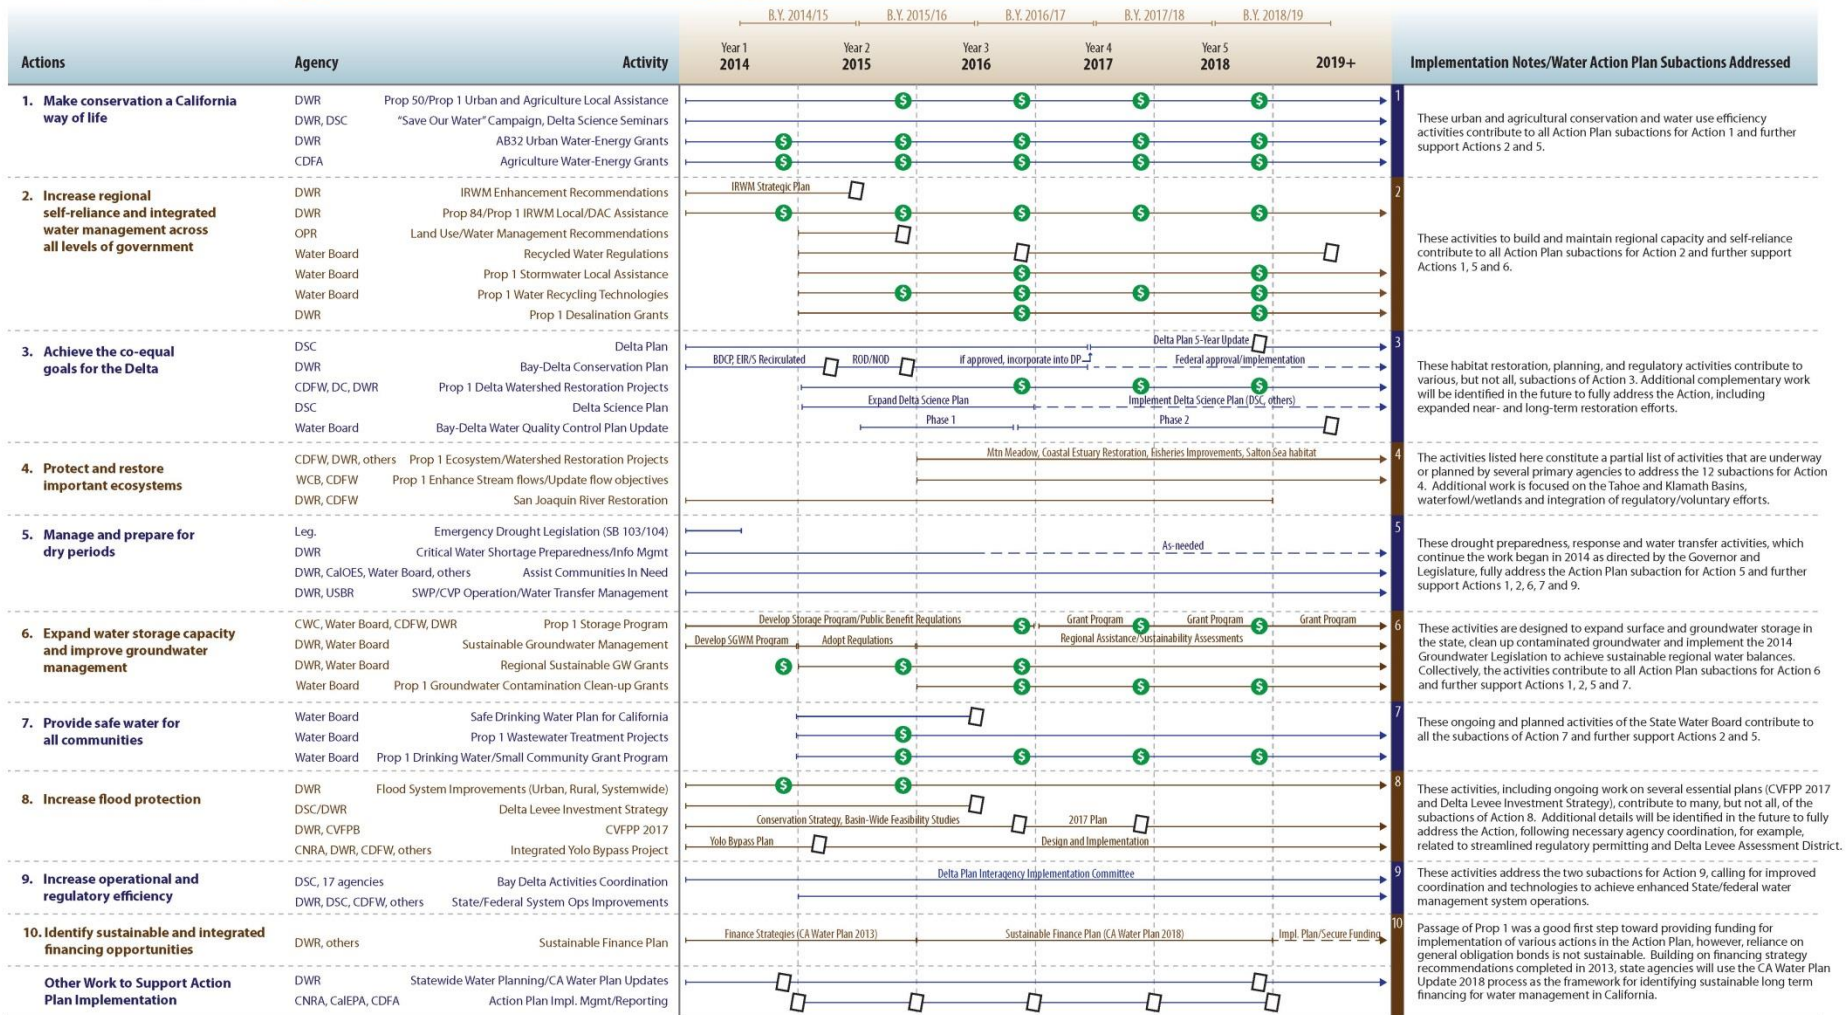 B.Y. 2014/15 B.Y. 2015/16 B.Y. 2016/17 B.Y. 2017/18 B.Y. 2018/19
Year 1 Year 2 Year 3 Year 4 Year 5
Actions Agency Activity 2014 2015 2016 2017 2018 2019+ Implementation Notes/Water Action Plan Subactions Addressed
1. Make conservation a California
way of life
DWR Prop 50/Prop 1 Urban and Agriculture Local Assistance $ $ $ $
DWR, DSC "Save Our Water" Campaign, Delta Science Seminars
DWR AB32 Urban Water-Energy Grants $ $ $ $ $
CDFA Agriculture Water-Energy Grants $ $ $ $ $
1
These urban and agricultural conservation and water use efficiency
activities contribute to all Action Plan subactions for Action 1 and further
support Actions 2 and 5.
2. Increase regional
self-reliance and integrated
water management across
all levels of government
DWR IRWM Enhancement Recommendations IRWM Strategic Plan
DWR Prop 84/Prop 1 IRWM Local/DAC Assistance $ $ $ $ $
OPR Land Use/Water Management Recommendations
Water Board Recycled Water Regulations
Water Board Prop 1 Stormwater Local Assistance $ $
Water Board Prop 1 Water Recycling Technologies $ $ $ $
DWR Prop 1 Desalination Grants $ $
2
These activities to build and maintain regional capacity and self-reliance
contribute to all Action Plan subactions for Action 2 and further support
Actions 1, 5 and 6.
3. Achieve the co-equal
goals for the Delta
DSC Delta Plan Delta Plan 5-Year Update
DWR Bay-Delta Conservation Plan BDCP, EIR/S Recirculated ROD/NOD if approved, incorporate into DP Federal approval/implementation
CDFW, DC, DWR Prop 1 Delta Watershed Restoration Projects $ $ $
DSC Delta Science Plan Expand Delta Science Plan Implement Delta Science Plan (DSC, others)
Water Board Bay-Delta Water Quality Control Plan Update Phase 1 Phase 2
3
These habitat restoration, planning, and regulatory activities contribute to
various, but not all, subactions of Action 3. Additional complementary work
will be identified in the future to fully address the Action, including
expanded near- and long-term restoration efforts.
4. Protect and restore
important ecosystems
CDFW, DWR, others Prop 1 Ecosystem/Watershed Restoration Projects Mtn Meadow, Coastal Estuary Restoration, Fisheries Improvements, Salton Sea habitat
WCB, CDFW Prop 1 Enhance Stream flows/Update flow objectives
DWR, CDFW San Joaquin River Restoration
4
The activities listed here constitute a partial list of activities that are underway
or planned by several primary agencies to address the 12 subactions for Action
4. Additional work is focused on the Tahoe and Klamath Basins,
waterfowl/wetlands and integration of regulatory/voluntary efforts.
5. Manage and prepare for
dry periods
Leg. Emergency Drought Legislation (SB 103/104)
DWR Critical Water Shortage Preparedness/Info Mgmt As-needed
DWR, CalOES, Water Board, others Assist Communities In Need
DWR, USBR SWP/CVP Operation/Water Transfer Management
5
These drought preparedness, response and water transfer activities, which
continue the work began in 2014 as directed by the Governor and
Legislature, fully address the Action Plan subaction for Action 5 and further
support Actions 1, 2, 6, 7 and 9.
6. Expand water storage capacity
and improve groundwater
management
CWC, Water Board, CDFW, DWR Prop 1 Storage Program Develop Storage Program/Public Benefit Regulations $ Grant Program $ Grant Program $ Grant Program
DWR, Water Board Sustainable Groundwater Management Develop SGWM Program Adopt Regulations Regional Assistance/Sustainability Assessments
DWR, Water Board Regional Sustainable GW Grants $ $ $
Water Board Prop 1 Groundwater Contamination Clean-up Grants $ $ $
6
These activities are designed to expand surface and groundwater storage in
the state, clean up contaminated groundwater and implement the 2014
Groundwater Legislation to achieve sustainable regional water balances.
Collectively, the activities contribute to all Action Plan subactions for Action 6
and further support Actions 1, 2, 5 and 7.
7. Provide safe water for
all communities
Water Board Safe Drinking Water Plan for California
Water Board Prop 1 Wastewater Treatment Projects $
Water Board Prop 1 Drinking Water/Small Community Grant Program $ $ $ $
7
These ongoing and planned activities of the State Water Board contribute to
all the subactions of Action 7 and further support Actions 2 and 5.
8. Increase flood protection
DWR Flood System Improvements (Urban, Rural, Systemwide) $ $
DSC/DWR Delta Levee Investment Strategy
DWR, CVFPB CVFPP 2017 Conservation Strategy, Basin-Wide Feasibility Studies 2017 Plan
CNRA, DWR, CDFW, others Integrated Yolo Bypass Project Yolo Bypass Plan Design and Implementation
8
These activities, including ongoing work on several essential plans (CVFPP 2017
and Delta Levee Investment Strategy), contribute to many, but not all, of the
subactions of Action 8. Additional details will be identified in the future to fully
address the Action, following necessary agency coordination, for example,
related to streamlined regulatory permitting and Delta Levee Assessment District.
9. Increase operational and
regulatory efficiency
DSC, 17 agencies Bay Delta Activities Coordination Delta Plan Interagency Implementation Committee
DWR, DSC, CDFW, others State/Federal System Ops Improvements
9
These activities address the two subactions for Action 9, calling for improved
coordination and technologies to achieve enhanced State/federal water
management system operations.
10. Identify sustainable and integrated
financing opportunities
DWR, others Sustainable Finance Plan Finance Strategies (CA Water Plan 2013) Sustainable Finance Plan (CA Water Plan 2018) Impl. Plan/Secure Funding
10
Passage of Prop 1 was a good first step toward providing funding for
implementation of various actions in the Action Plan, however, reliance on
general obligation bonds is not sustainable. Building on financing strategy
recommendations completed in 2013, state agencies will use the CA Water Plan
Update 2018 process as the framework for identifying sustainable long term
financing for water management in California.
Other Work to Support Action
Plan Implementation
DWR Statewide Water Planning/CA Water Plan Updates
CNRA, CalEPA, CDFA Action Plan Impl. Mgmt/Reporting